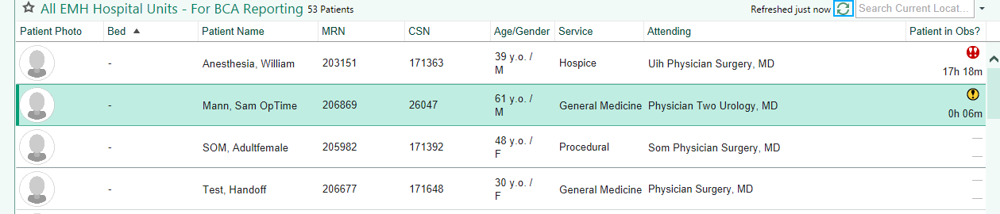 All EMH Hospital Units - For BCA Reporting 53 Patients Refreshed just now Search Current Locat...
Patient Photo Bed Patient Name MRN CSN Age/Gender Service Attending Patient in Obs?
- Anesthesia, William 203151 171363 39 y.o. / M Hospice Uih Physician Surgery, MD 17h 18m
- Mann, Sam OpTime 206869 26047 61 y.o. / M General Medicine Physician Two Urology, MD 0h 06m
- SOM, Adultfemale 205982 171392 48 y.o. / F Procedural Som Physician Surgery, MD —
- Test, Handoff 206677 171648 30 y.o. / F General Medicine Physician Surgery, MD —